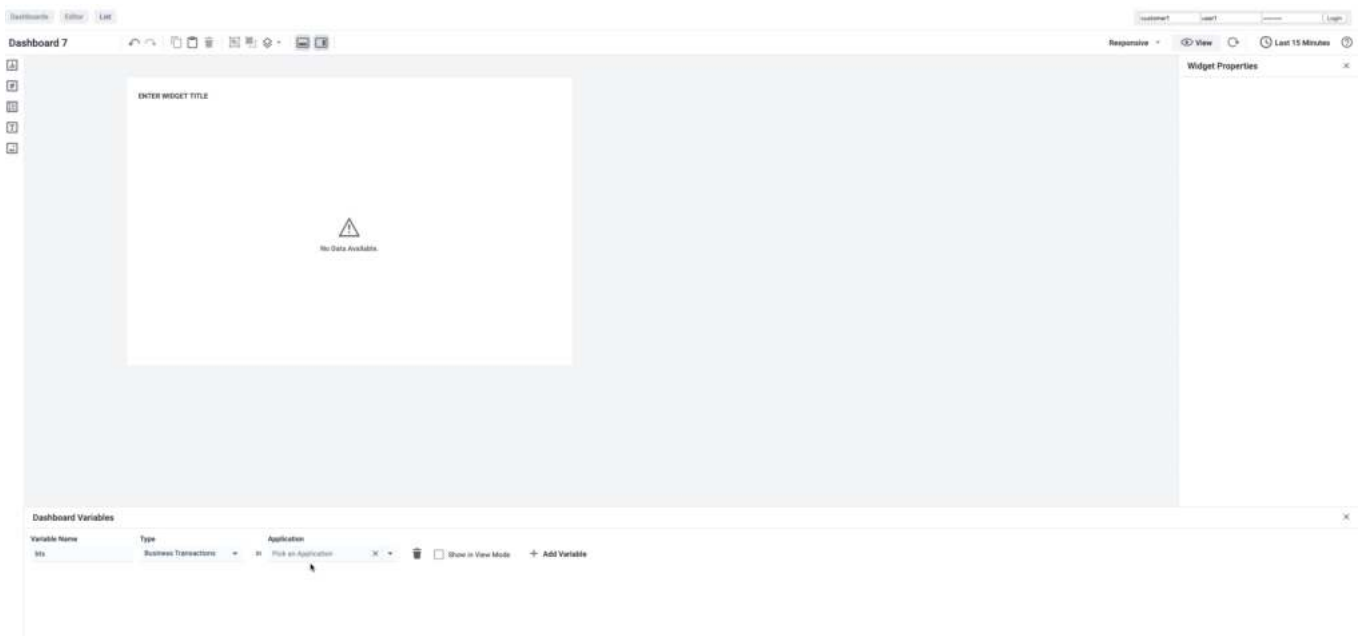 Dashboards Editor List
customer1 user1 Login
Dashboard 7
Responsive View Last 15 Minutes
Widget Properties
ENTER WIDGET TITLE
No Data Available.
Dashboard Variables
Variable Name Type Application
bts Business Transactions in Pick an Application Show in View Mode + Add Variable